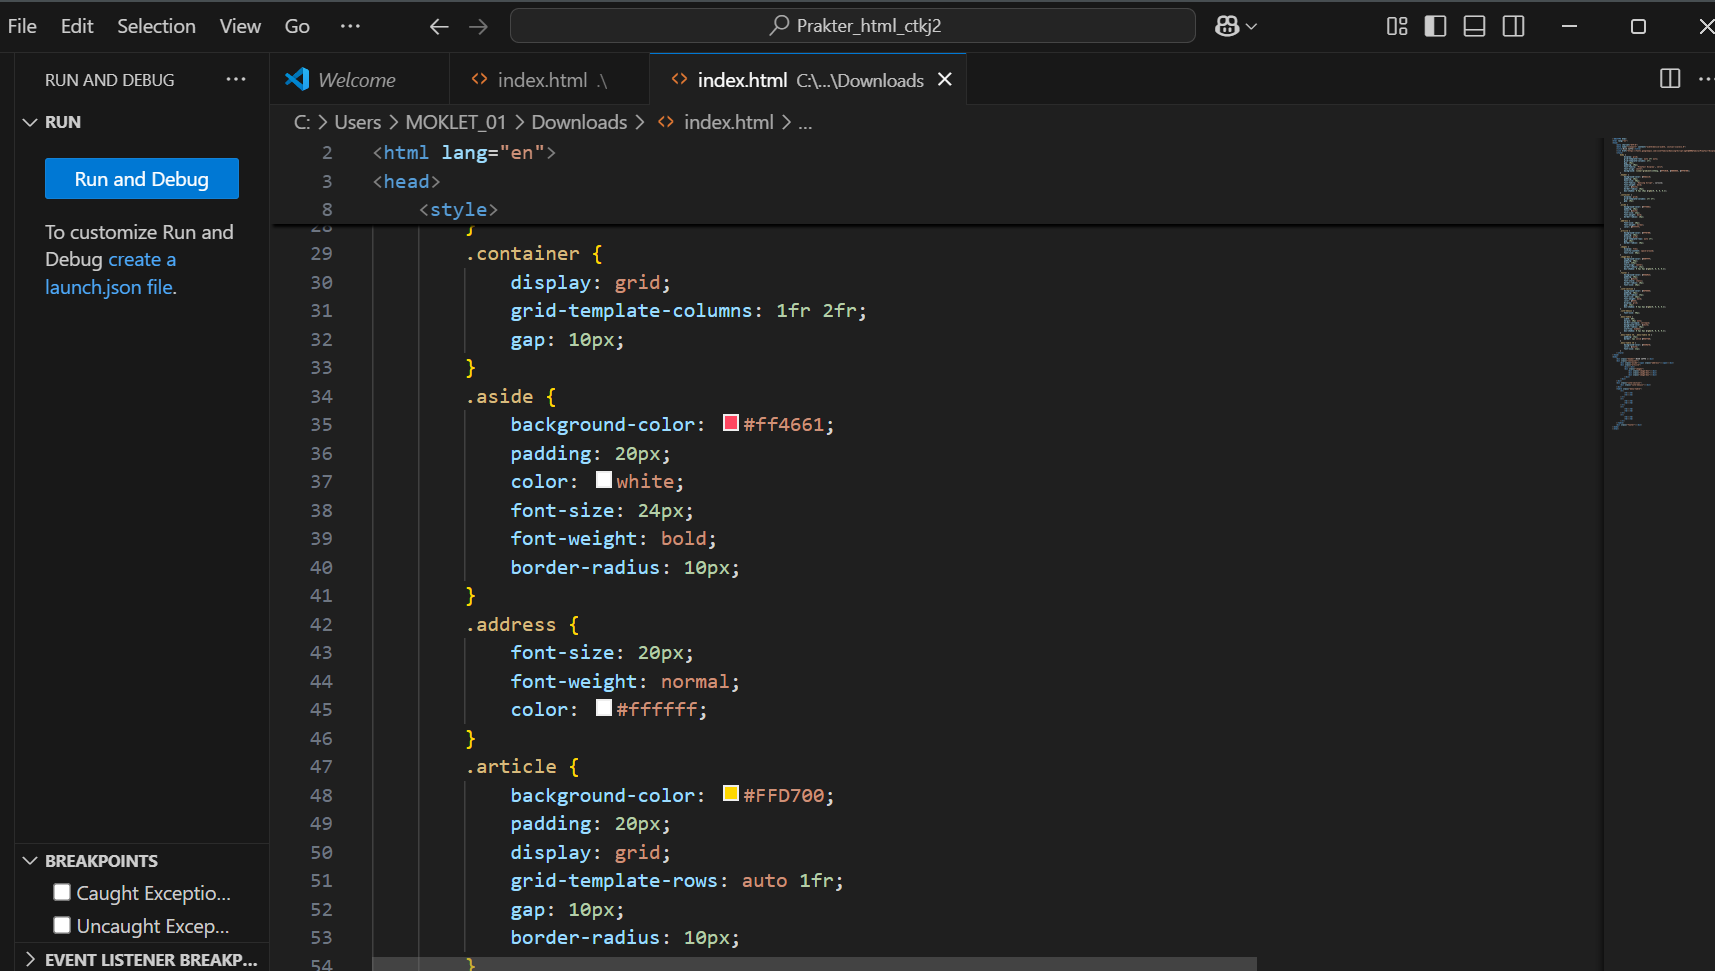 File Edit Selection View Go ··· Prakter_html_ctkj2
RUN AND DEBUG ···
RUN
Run and Debug
To customize Run and
Debug create a
launch.json file.
BREAKPOINTS
Caught Exceptio...
Uncaught Excep...
EVENT LISTENER BREAKP...
Welcome
index.html .\
index.html C:\...\Downloads
C: > Users > MOKLET_01 > Downloads > index.html > ...
2 <html lang="en">
3 <head>
8 <style>
28 }
29 .container {
30 display: grid;
31 grid-template-columns: 1fr 2fr;
32 gap: 10px;
33 }
34 .aside {
35 background-color: #ff4661;
36 padding: 20px;
37 color: white;
38 font-size: 24px;
39 font-weight: bold;
40 border-radius: 10px;
41 }
42 .address {
43 font-size: 20px;
44 font-weight: normal;
45 color: #ffffff;
46 }
47 .article {
48 background-color: #FFD700;
49 padding: 20px;
50 display: grid;
51 grid-template-rows: auto 1fr;
52 gap: 10px;
53 border-radius: 10px;
54 }